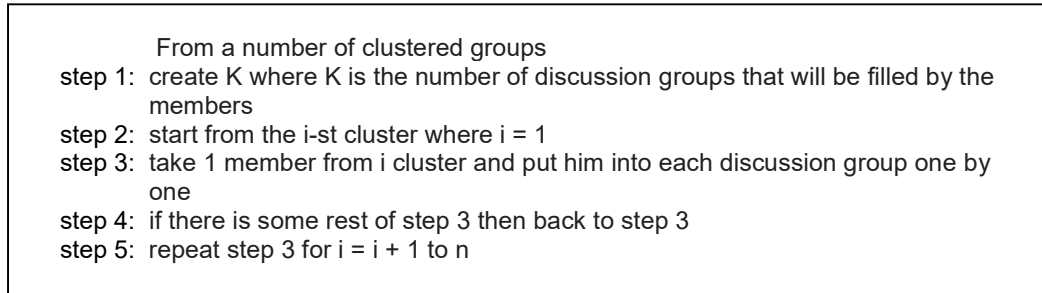 From a number of clustered groups
step 1: create K where K is the number of discussion groups that will be filled by the
members
step 2: start from the i-st cluster where i = 1
step 3: take 1 member from i cluster and put him into each discussion group one by
one
step 4: if there is some rest of step 3 then back to step 3
step 5: repeat step 3 for i = i + 1 to n